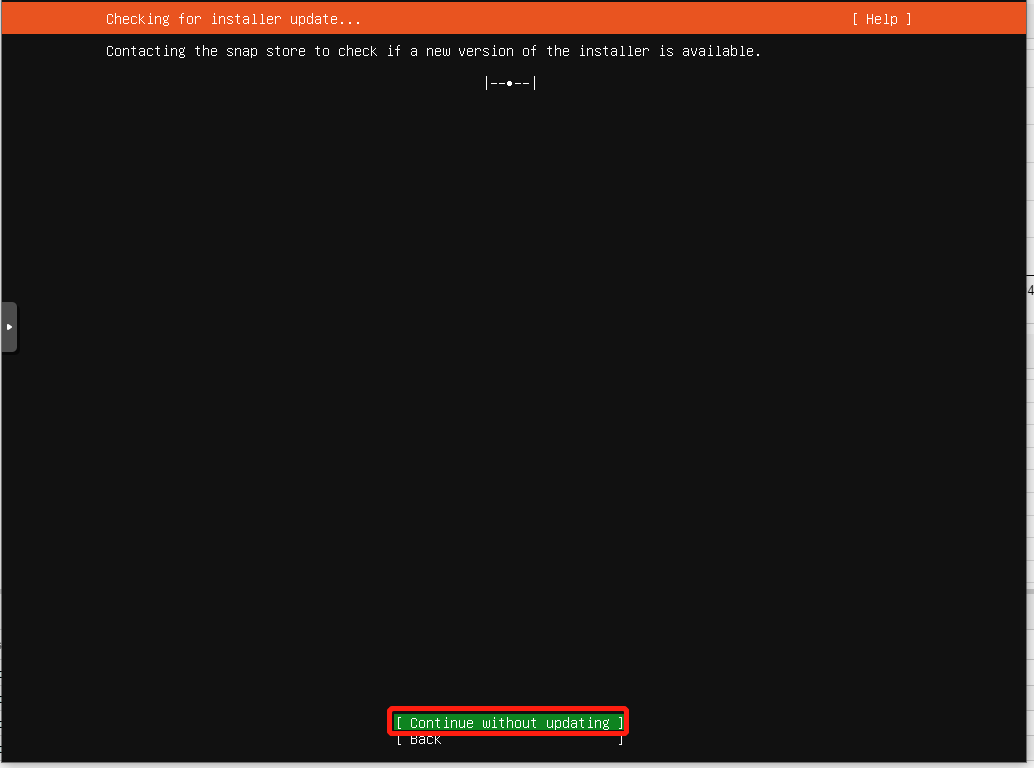 Checking for installer update... [ Help ]
Contacting the snap store to check if a new version of the installer is available.
|--•--|
4
[ Continue without updating ]
[ Back ]